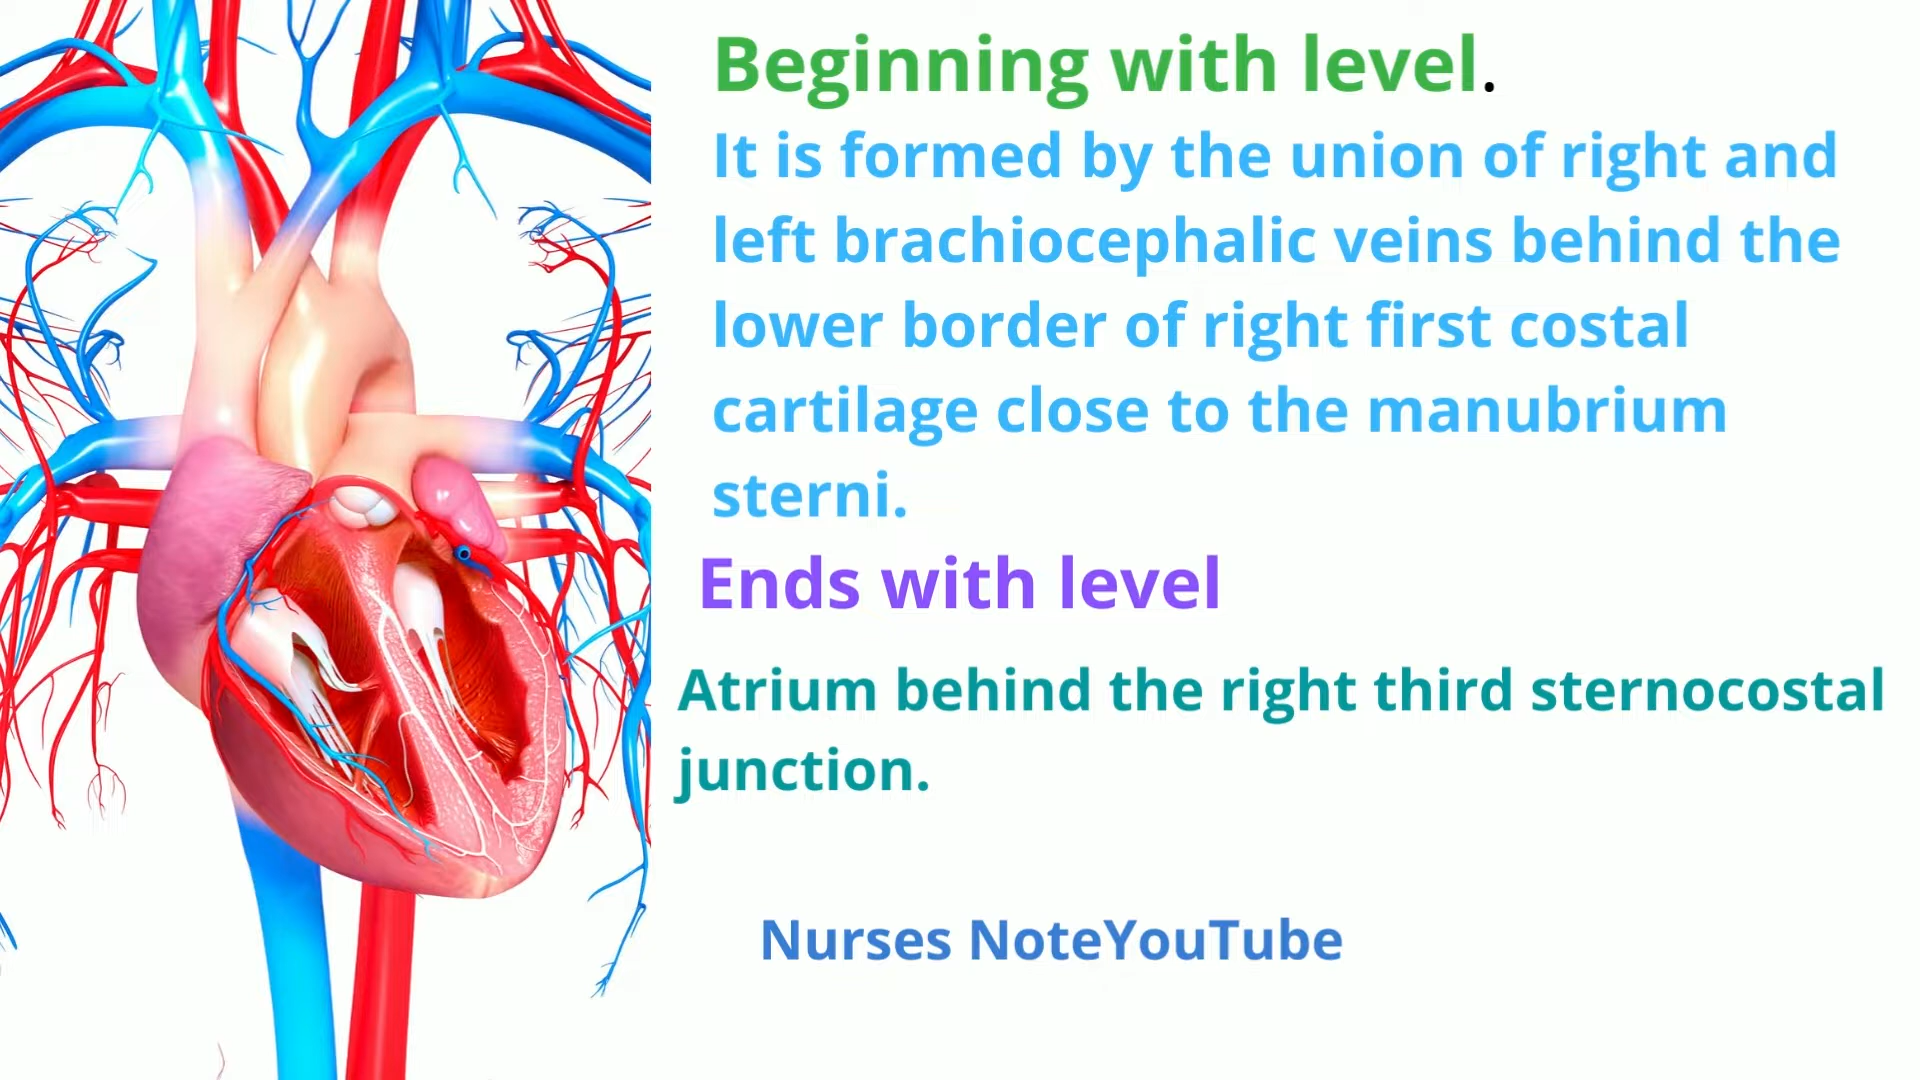 Beginning with level.
It is formed by the union of right and
left brachiocephalic veins behind the
lower border of right first costal
cartilage close to the manubrium
sterni.
Ends with level
Atrium behind the right third sternocostal
junction.
Nurses NoteYouTube